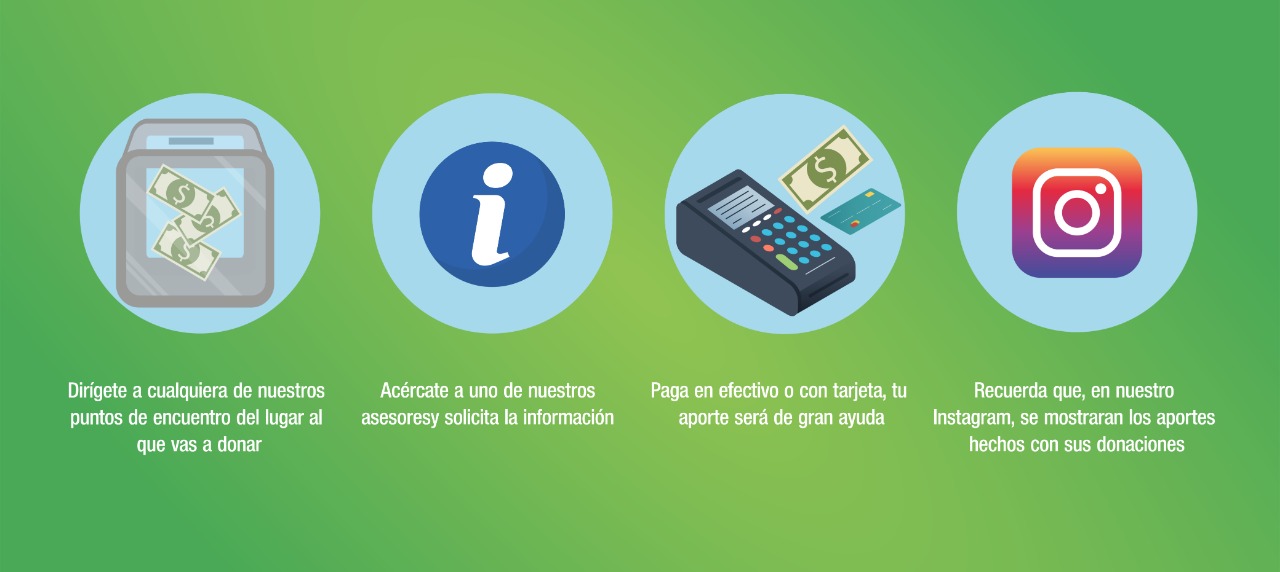 Dirígete a cualquiera de nuestros
puntos de encuentro del lugar al
que vas a donar
Acércate a uno de nuestros
asesoresy solicita la información
Paga en efectivo o con tarjeta, tu
aporte será de gran ayuda
Recuerda que, en nuestro
Instagram, se mostraran los aportes
hechos con sus donaciones